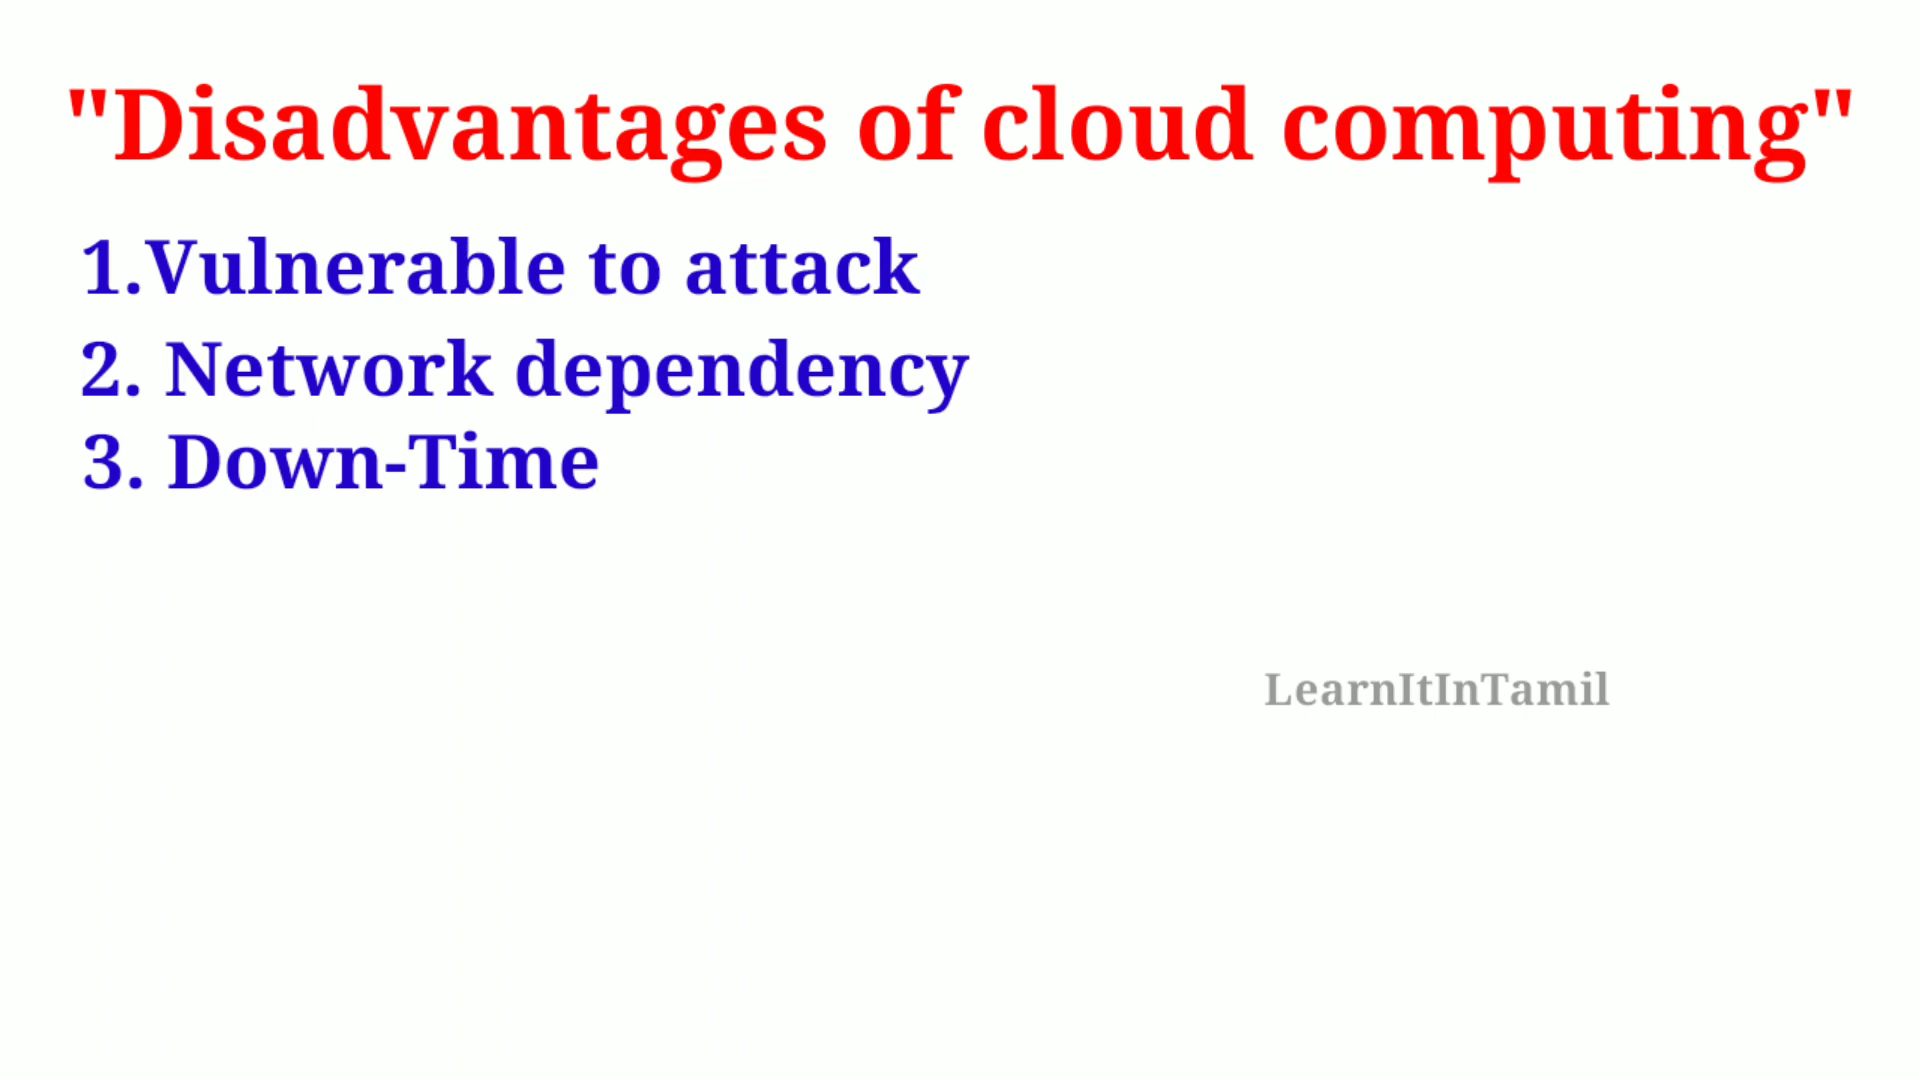 "Disadvantages of cloud computing"
1.Vulnerable to attack
2. Network dependency
3. Down-Time
LearnItInTamil